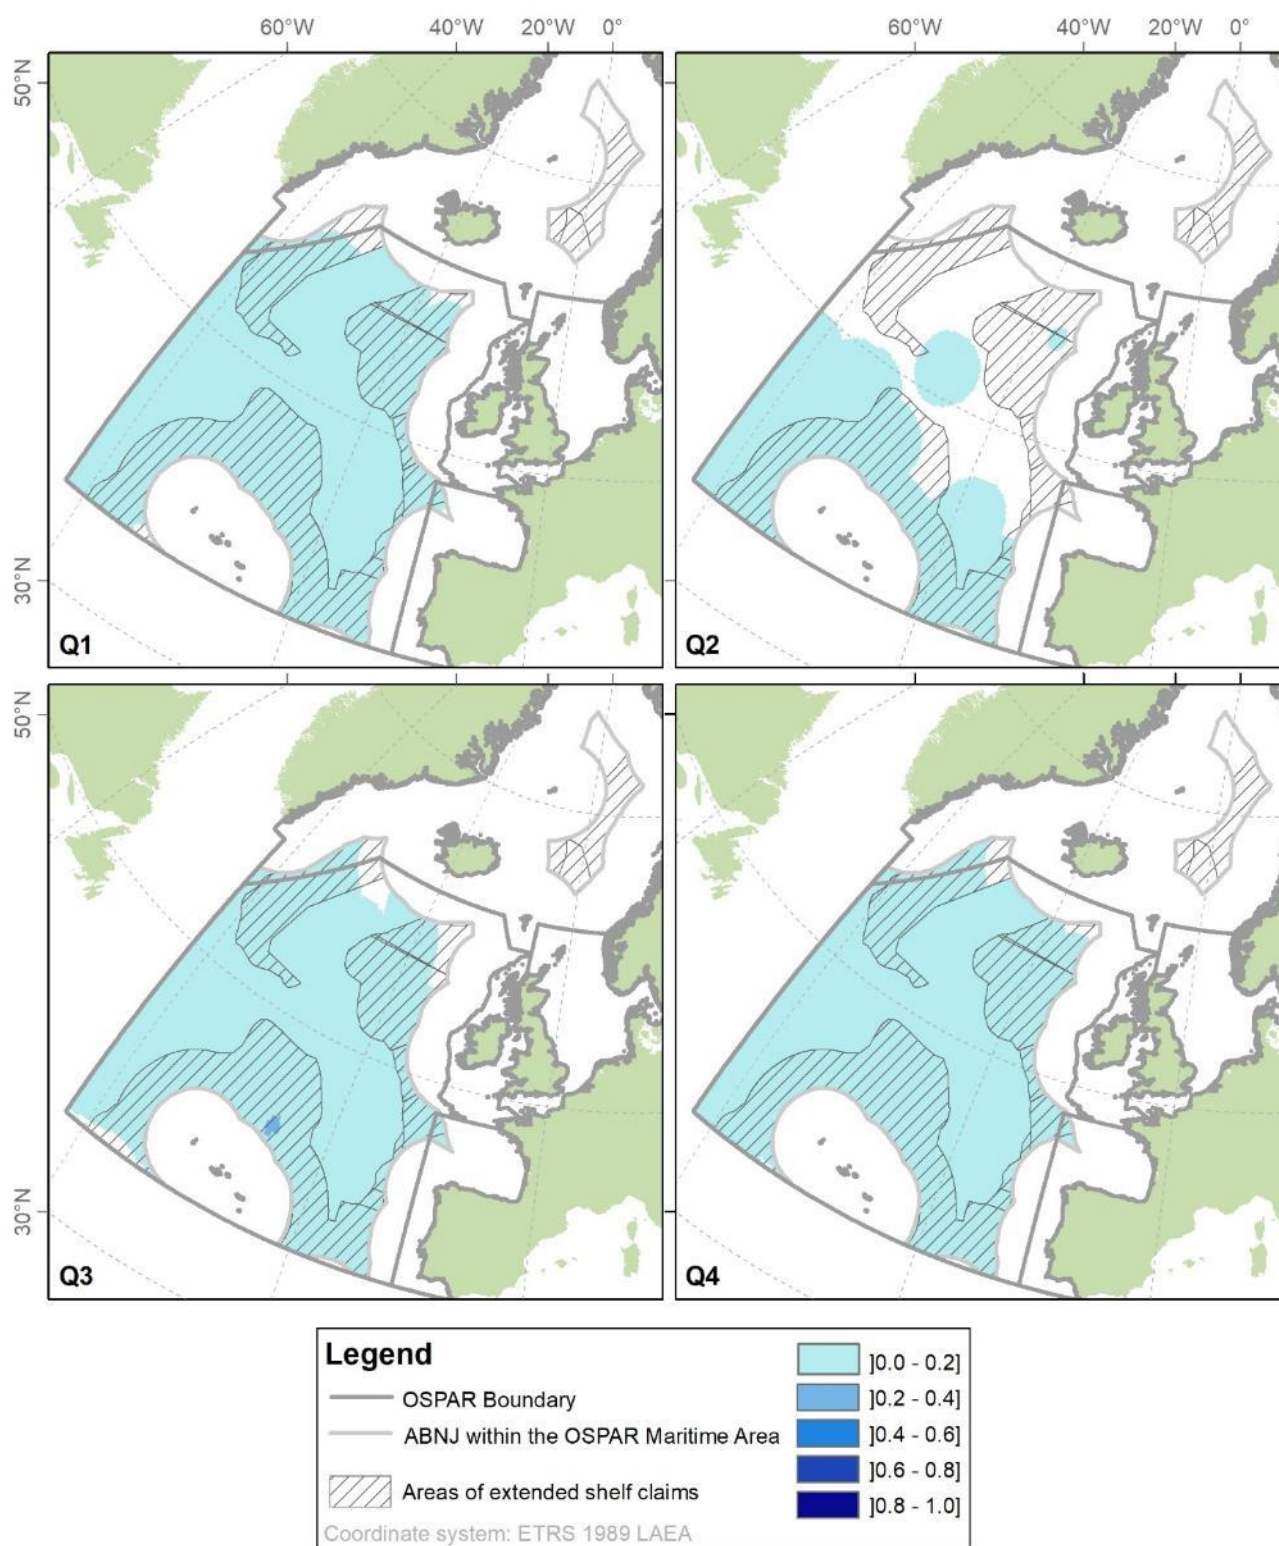 60°W 40°W 20°W 0° 60°W 40°W 20°W 0°
50°N
30°N
Q1 Q2
50°N
30°N
Q3 Q4
Legend
OSPAR Boundary
ABNJ within the OSPAR Maritime Area
Areas of extended shelf claims
Coordinate system: ETRS 1989 LAEA
]0.0 - 0.2]
]0.2 - 0.4]
]0.4 - 0.6]
]0.6 - 0.8]
]0.8 - 1.0]